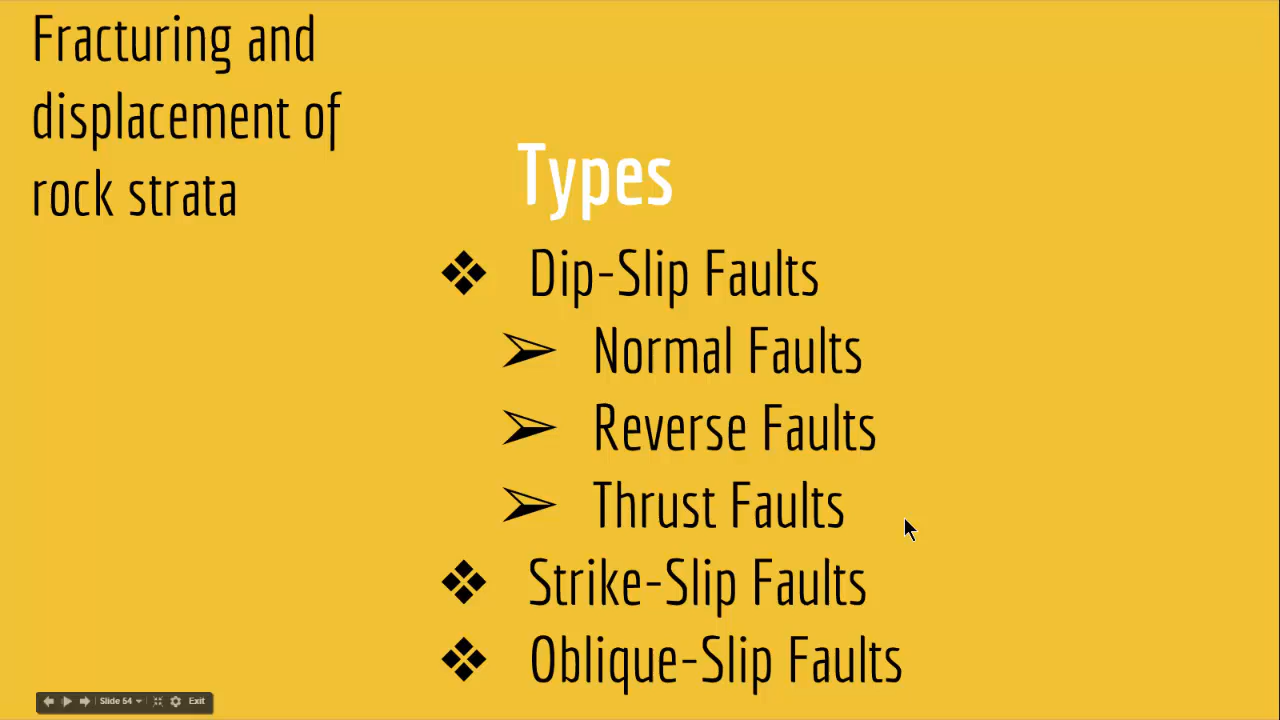 Fracturing and
displacement of
rock strata
Types
❖ Dip-Slip Faults
➢ Normal Faults
➢ Reverse Faults
➢ Thrust Faults
❖ Strike-Slip Faults
❖ Oblique-Slip Faults
Slide 54 Exit